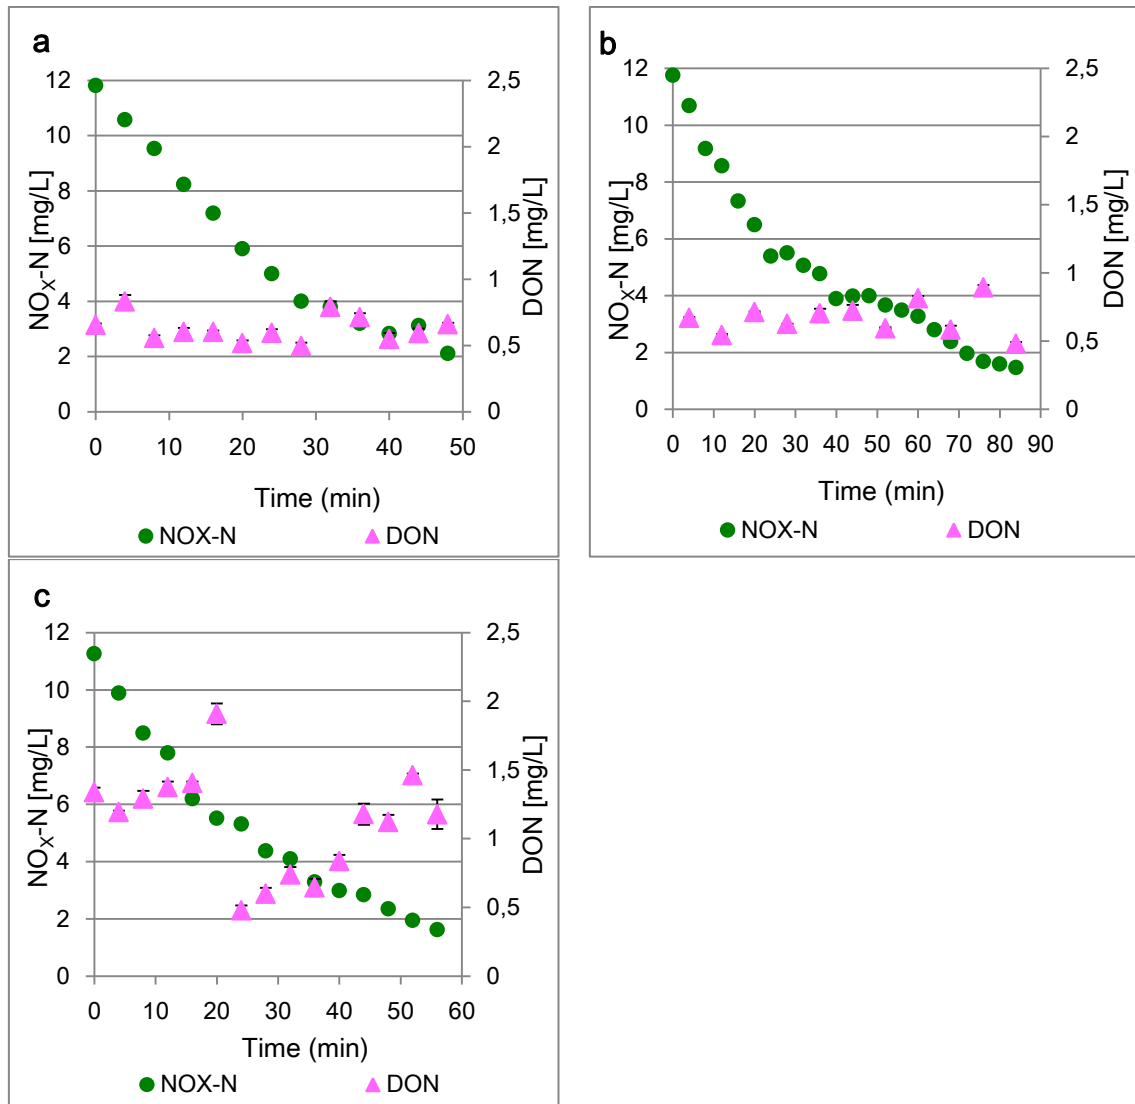 a
12
10
8
6
4
2
0
NOX-N [mg/L]
2,5
2
1,5
1
0,5
0
DON [mg/L]
0 10 20 30 40 50
Time (min)
NOX-N DON
b
12
10
8
6
4
2
0
NOX-N [mg/L]
2,5
2
1,5
1
0,5
0
DON [mg/L]
0 10 20 30 40 50 60 70 80 90
Time (min)
NOX-N DON
c
12
10
8
6
4
2
0
NOX-N [mg/L]
2,5
2
1,5
1
0,5
0
DON [mg/L]
0 10 20 30 40 50 60
Time (min)
NOX-N DON